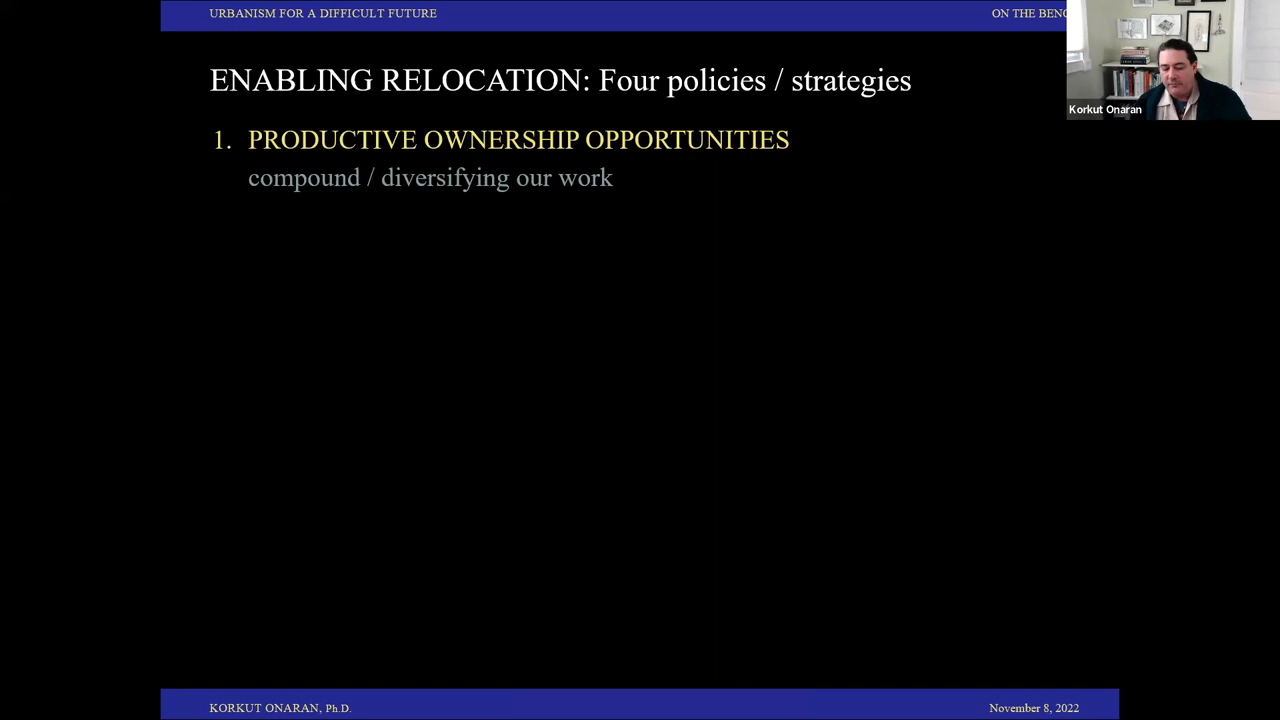 URBANISM FOR A DIFFICULT FUTURE
ON THE
Korkut Onaran
ENABLING RELOCATION: Four policies / strategies
1. PRODUCTIVE OWNERSHIP OPPORTUNITIES
compound / diversifying our work
KORKUT ONARAN, Ph.D.
November 8, 2022